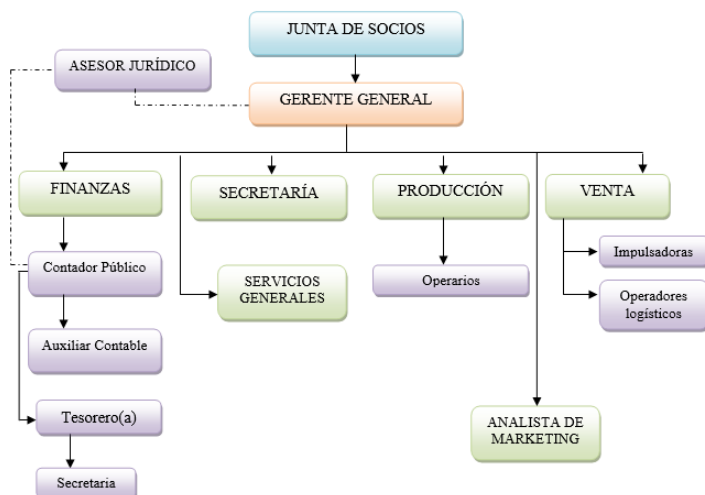 JUNTA DE SOCIOS
ASESOR JURÍDICO
GERENTE GENERAL
FINANZAS
SECRETARÍA
PRODUCCIÓN
VENTA
Contador Público
SERVICIOS
GENERALES
Operarios
Impulsadoras
Operadores
logísticos
Auxiliar Contable
Tesorero(a)
ANALISTA DE
MARKETING
Secretaria